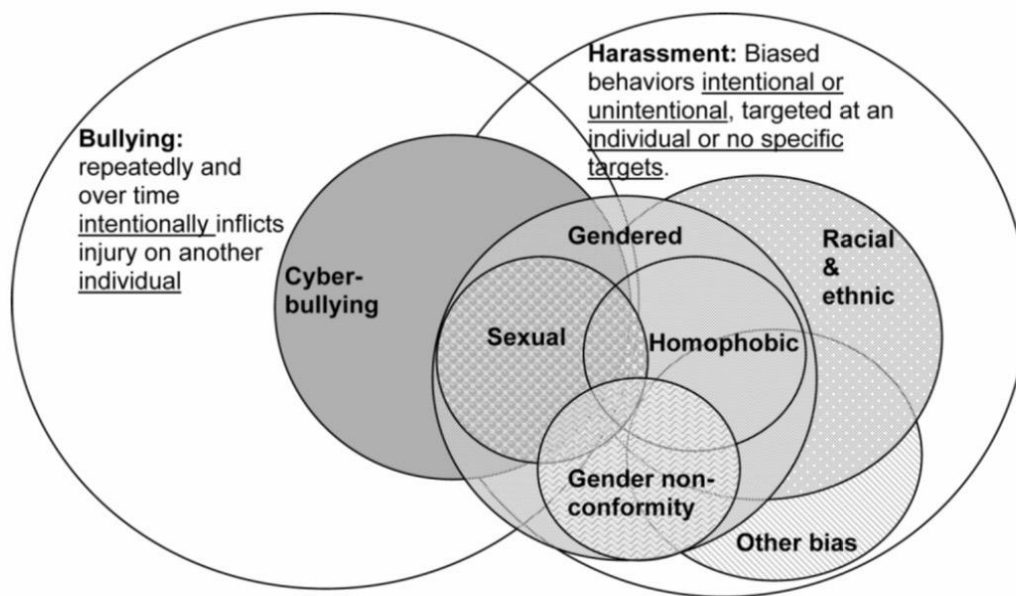 Harassment: Biased
behaviors intentional or
unintentional, targeted at an
individual or no specific
targets.
Bullying:
repeatedly and
over time
intentionally inflicts
injury on another
individual
Cyber-
bullying
Gendered
Racial
&
ethnic
Sexual
Homophobic
Gender non-
conformity
Other bias